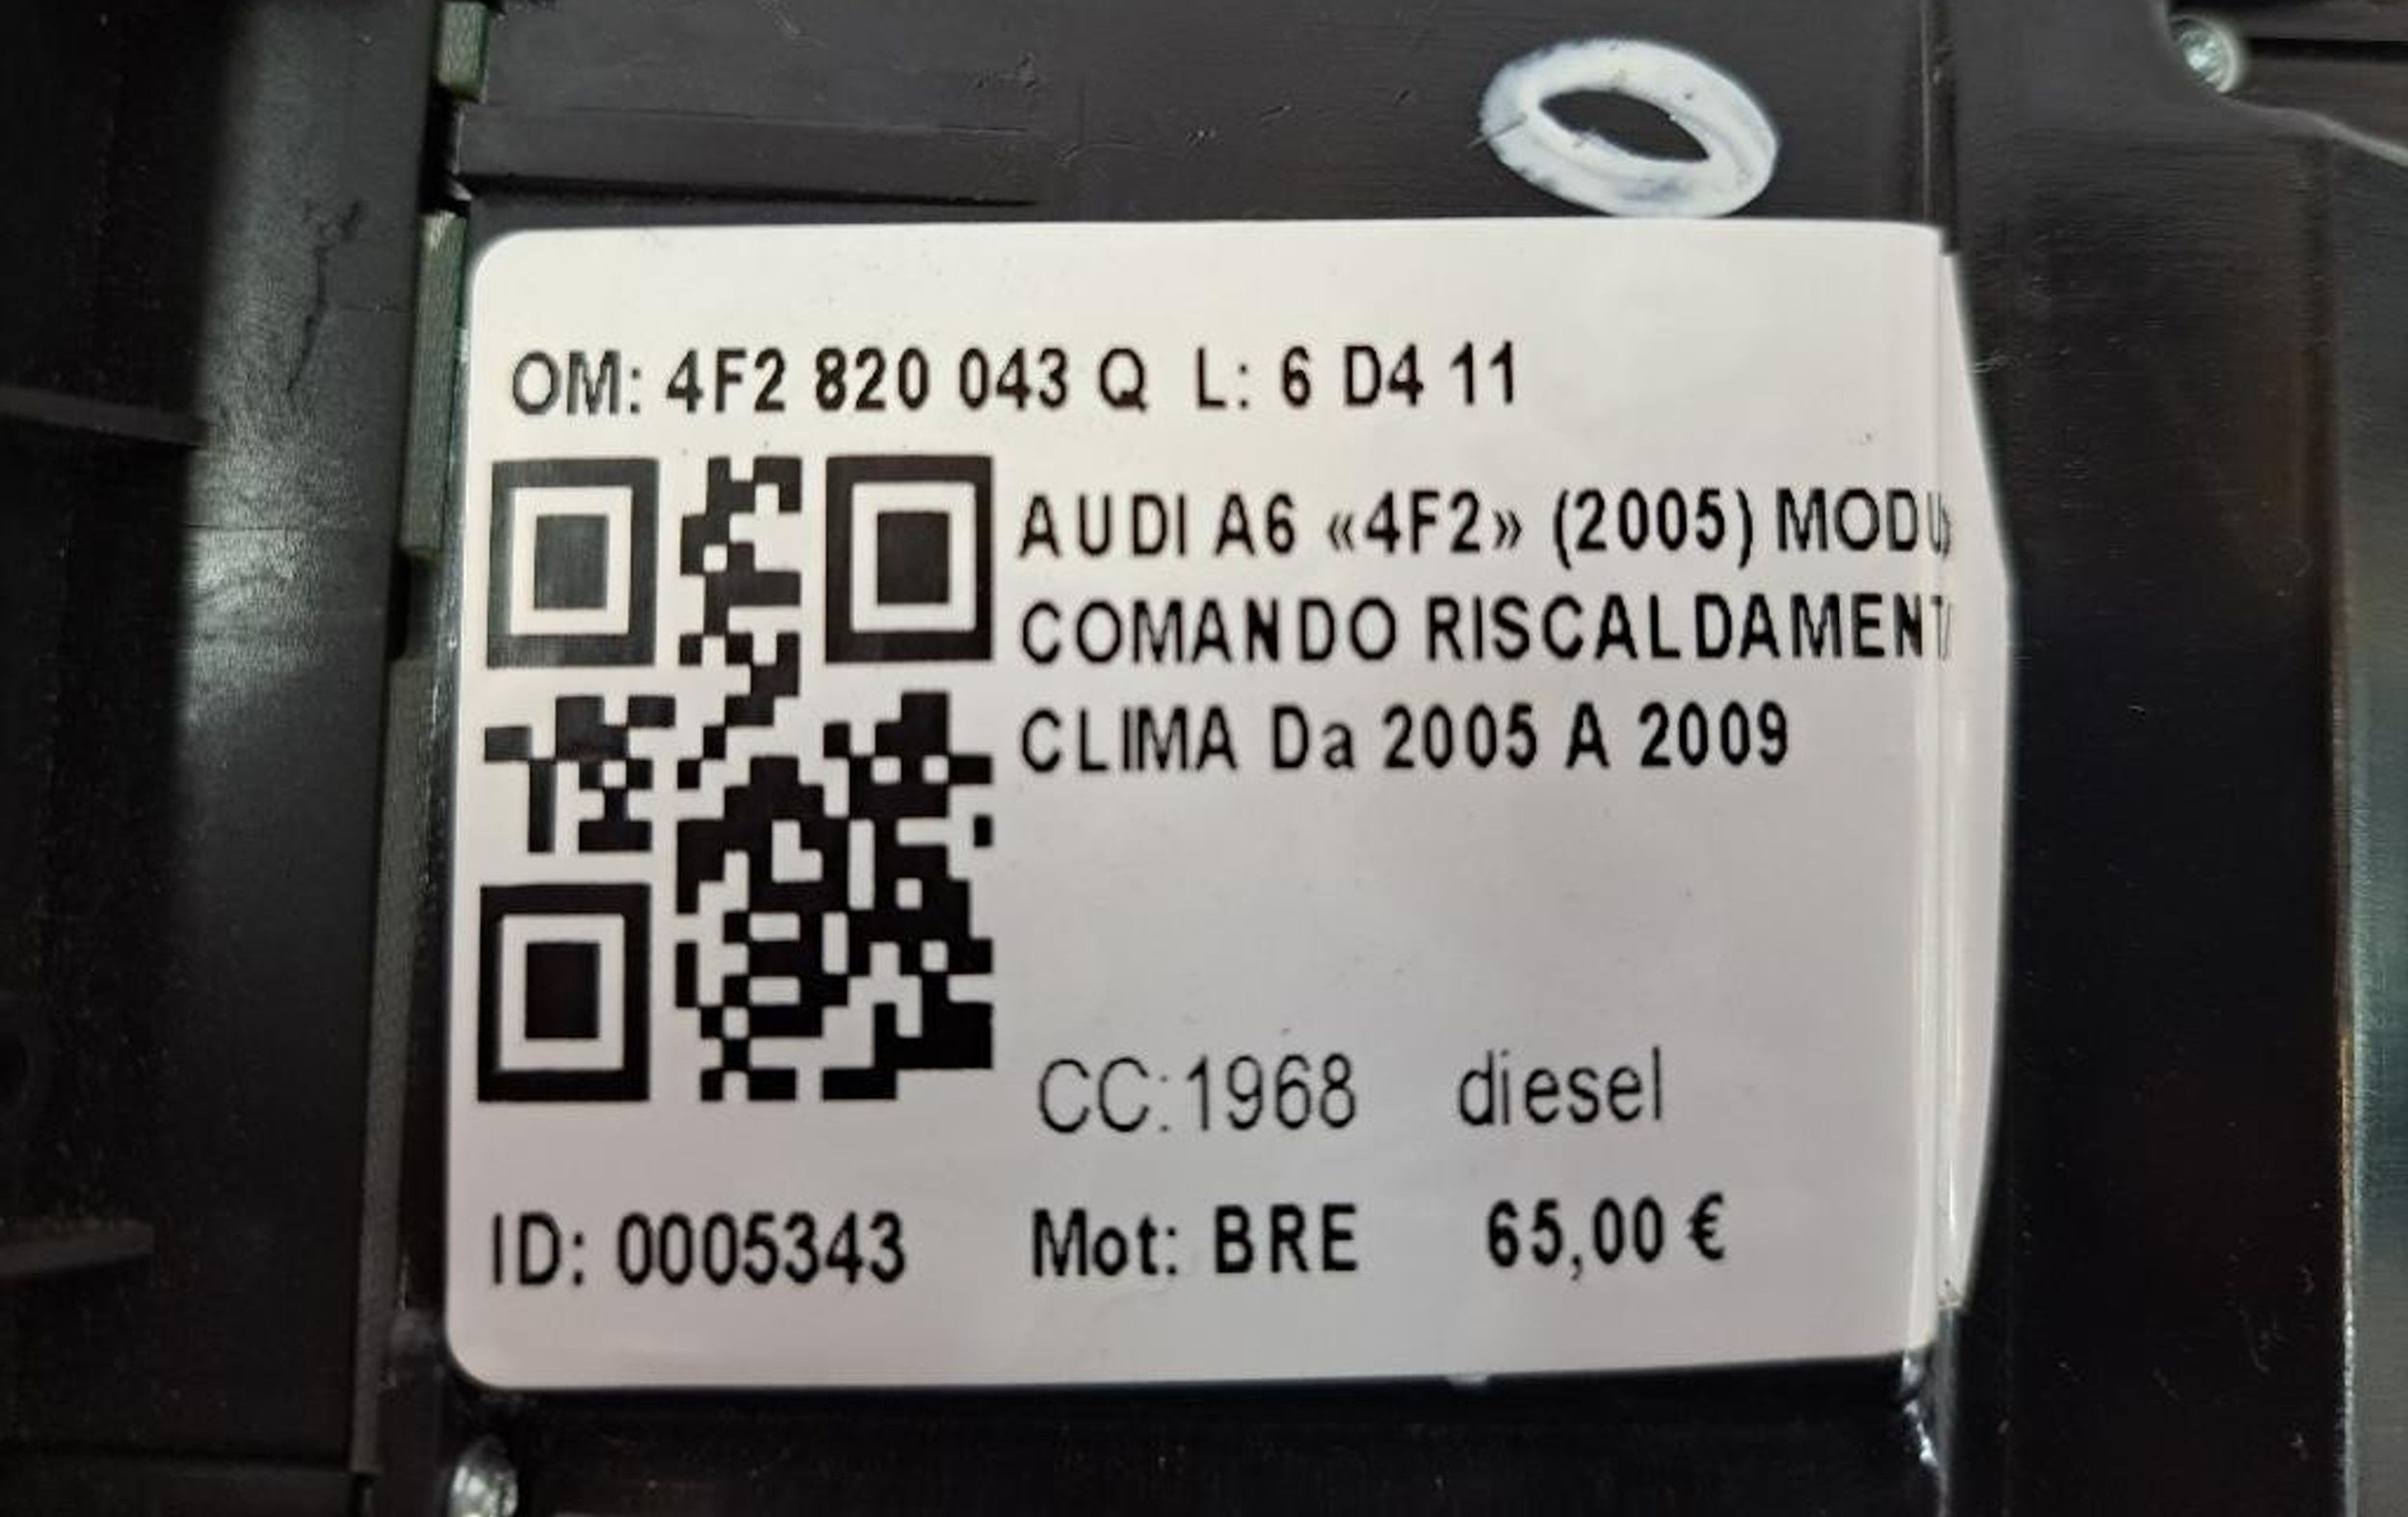 OM: 4F2 820 043 Q L: 6 D4 11
AUDI A6 «4F2» (2005)
COMANDO
CLIMA Da 2005 A 2009
CC:1968 diesel
ID: 0005343 Mot: BRE 65,00 €